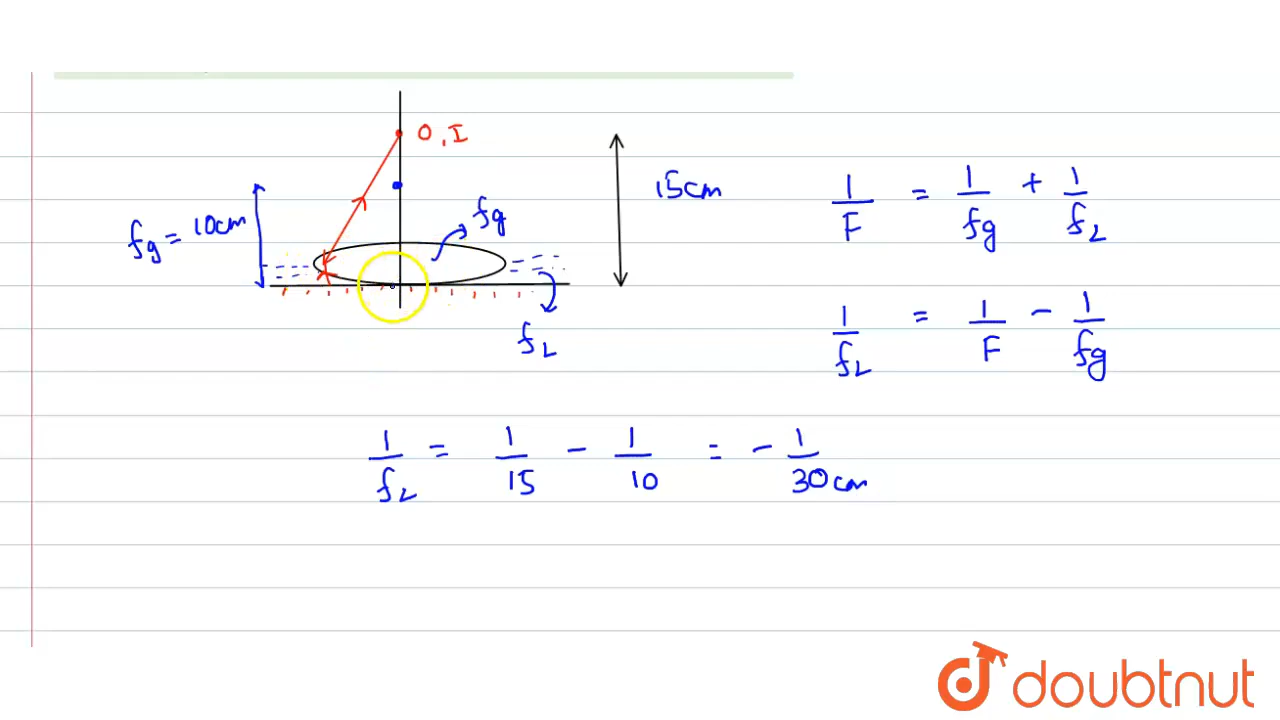 O, I
15cm
fg = 10cm
fg
fL
1/F = 1/fg + 1/fL
1/fL = 1/F - 1/fg
1/fL = 1/15 - 1/10 = - 1/30cm
doubtnut